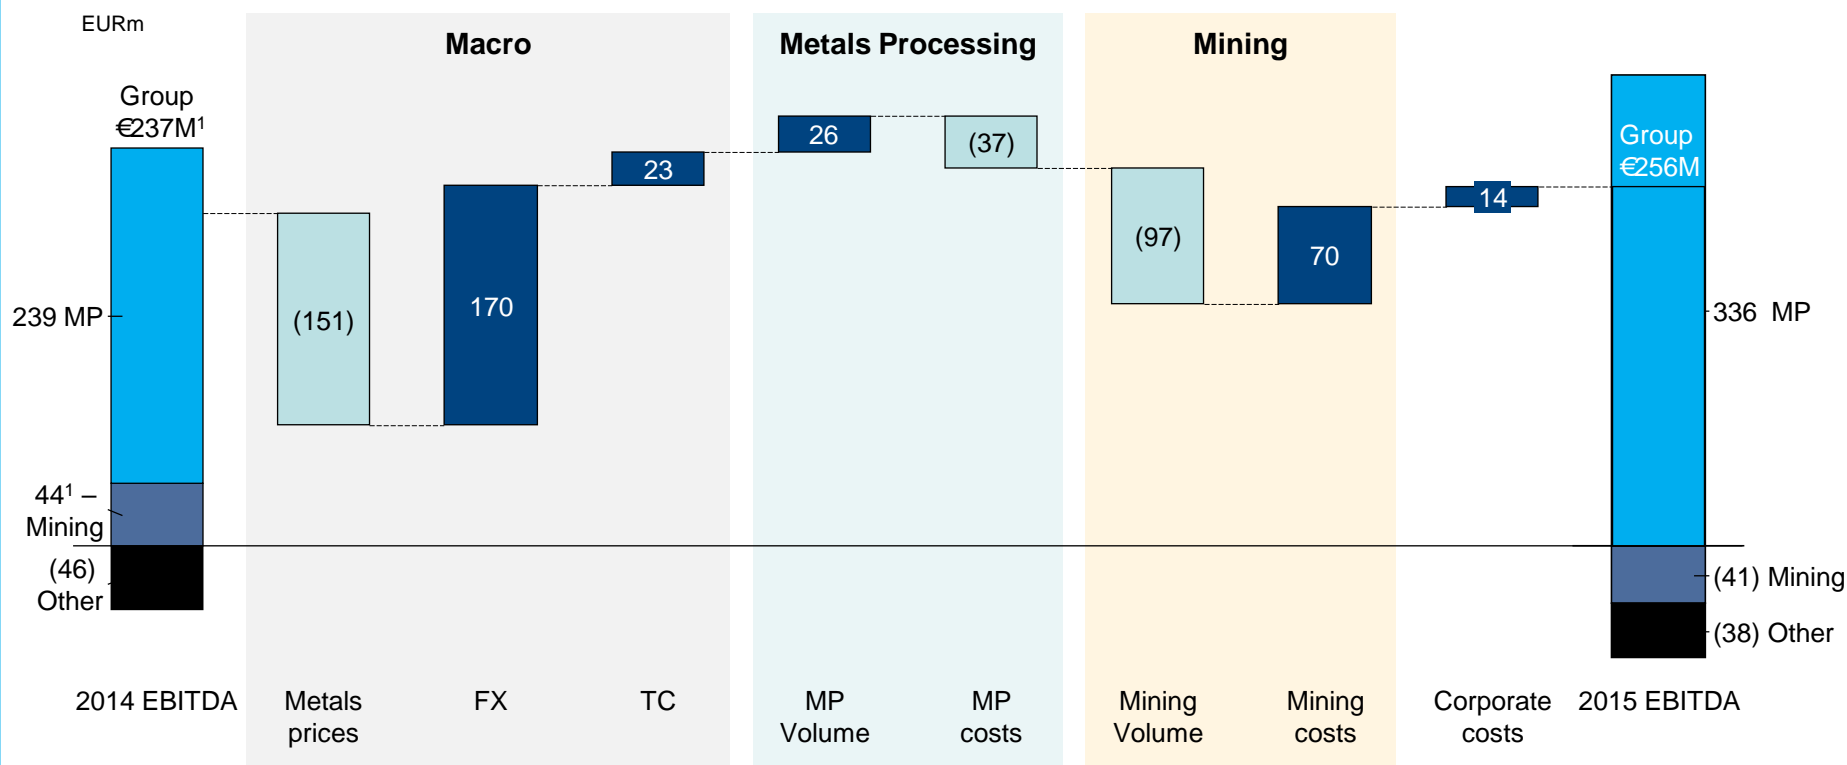 EURm
Macro
Metals Processing
Mining
Group
€237M¹
239 MP
44¹ –
Mining
(46)
Other
(151)
170
23
26
(37)
(97)
70
14
Group
€256M
336 MP
(41) Mining
(38) Other
2014 EBITDA
Metals
prices
FX
TC
MP
Volume
MP
costs
Mining
Volume
Mining
costs
Corporate
costs
2015 EBITDA